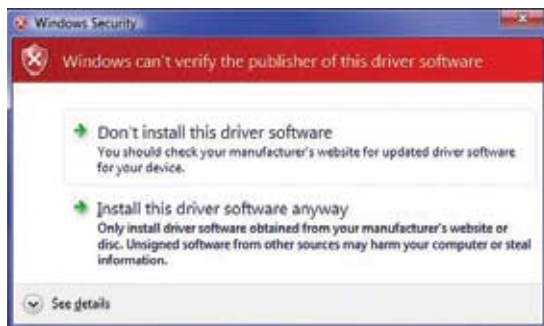 Windows Security
Windows can't verify the publisher of this driver software
Don't install this driver software
You should check your manufacturer's website for updated driver software
for your device.
Install this driver software anyway
Only install driver software obtained from your manufacturer's website or
disc. Unsigned software from other sources may harm your computer or steal
information.
See details